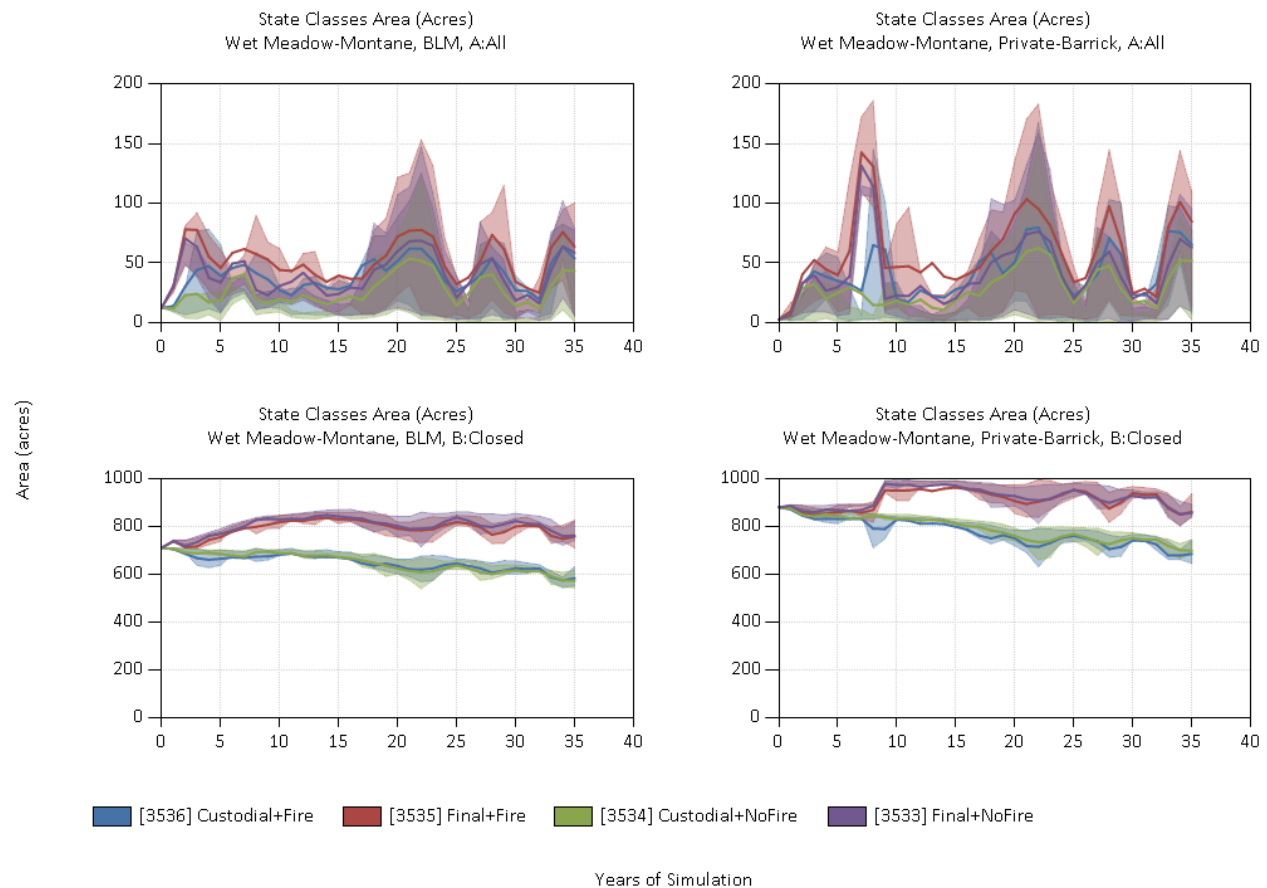 State Classes Area (Acres)
Wet Meadow-Montane, BLM, A:All
200
150
100
50
0
0 5 10 15 20 25 30 35 40
State Classes Area (Acres)
Wet Meadow-Montane, Private-Barrick, A:All
200
150
100
50
0
0 5 10 15 20 25 30 35 40
Area (acres)
State Classes Area (Acres)
Wet Meadow-Montane, BLM, B:Closed
1000
800
600
400
200
0
0 5 10 15 20 25 30 35 40
State Classes Area (Acres)
Wet Meadow-Montane, Private-Barrick, B:Closed
1000
800
600
400
200
0
0 5 10 15 20 25 30 35 40
[3536] Custodial+Fire [3535] Final+Fire [3534] Custodial+NoFire [3533] Final+NoFire
Years of Simulation